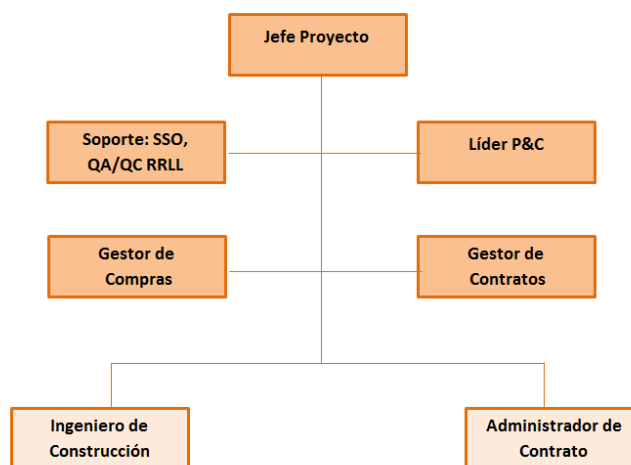 Jefe Proyecto
Soporte: SSO,
QA/QC RRLL
Líder P&C
Gestor de
Compras
Gestor de
Contratos
Ingeniero de
Construcción
Administrador de
Contrato